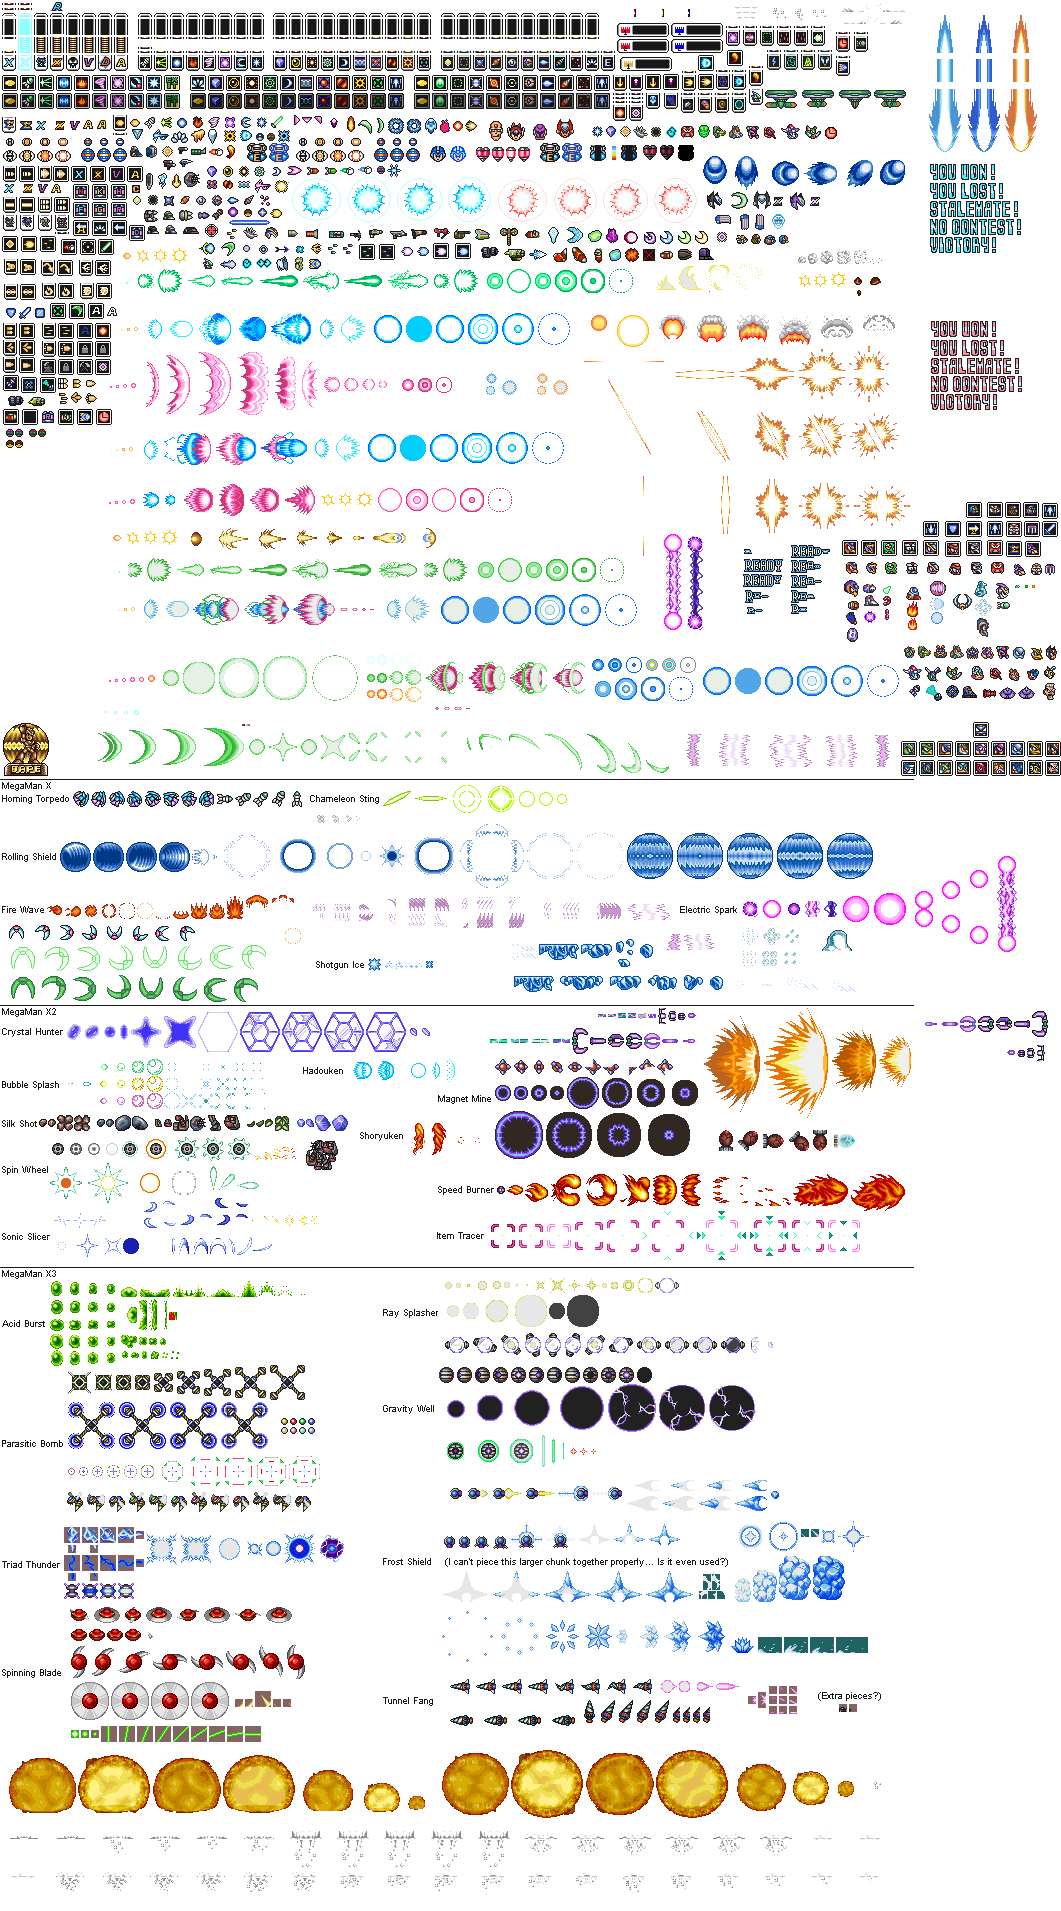 YOU WON!
YOU LOST!
STALEMATE!
NO CONTEST!
VICTORY!
YOU WON!
YOU LOST!
STALEMATE!
NO CONTEST!
VICTORY!
READY
READY
MegaMan X
Homing Torpedo
Chameleon Sting
Rolling Shield
Fire Wave
Electric Spark
Shotgun Ice
MegaMan X2
Crystal Hunter
Hadouken
Bubble Splash
Magnet Mine
Silk Shot
Shoryuken
Spin Wheel
Speed Burner
Sonic Slicer
Item Tracer
MegaMan X3
Ray Splasher
Acid Burst
Gravity Well
Parasitic Bomb
Triad Thunder
Frost Shield
(I can't piece this larger chunk together properly... Is it even used?)
Spinning Blade
Tunnel Fang
(Extra pieces?)